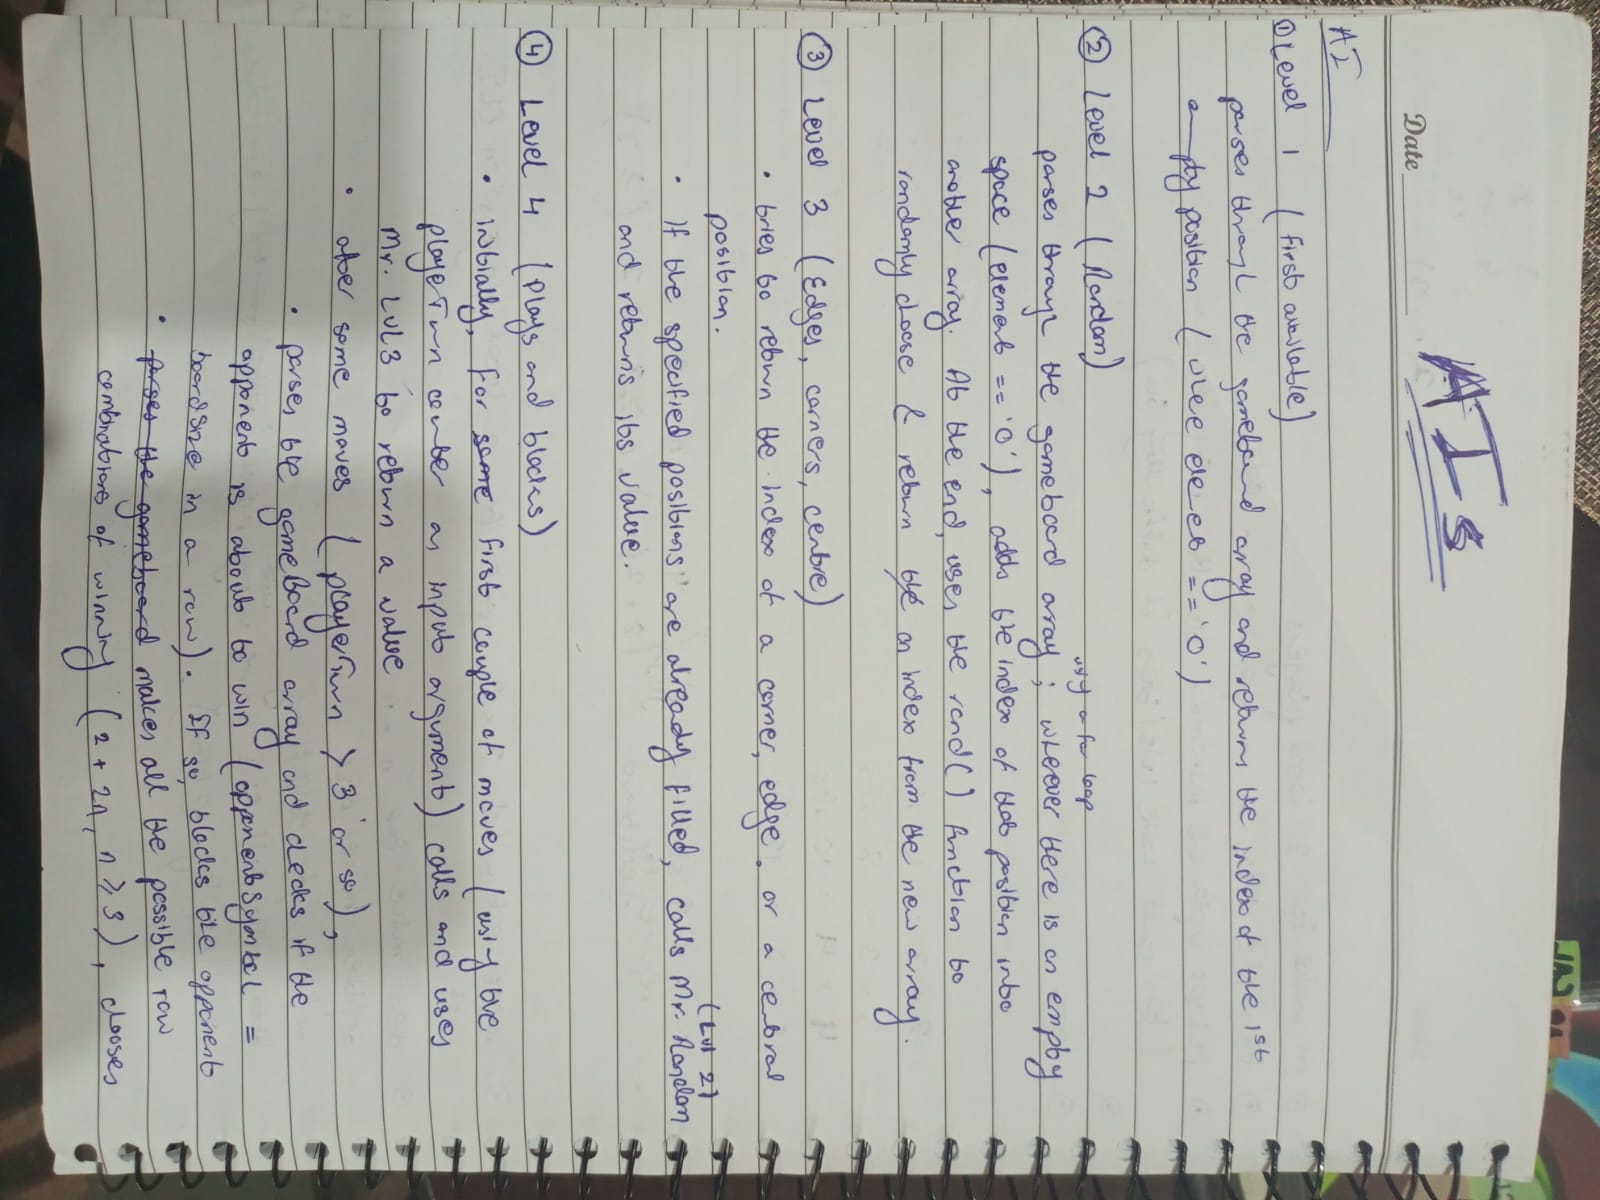 AIs
Date
AI
① Level 1 (First available)
parses through the gameboard array and returns the index of the 1st
empty position ( == '0')
② Level 2 (Random)
using a for loop
parses through the gameboard array ; wherever there is an empty
space (element == '0'), adds the index of that position into
another array. At the end, uses the rand() function to
randomly choose & return the an index from the new array.
③ Level 3 (Edges, corners, centre)
• tries to return the index of a corner, edge, or a central
position.
(Lvl 2)
• If the specified positions are already filled, calls Mr. Random
and returns its value.
④ Level 4 (Plays and blocks)
• initially, for some first couple of moves (using the
playerTurn counter as input argument) calls and uses
Mr. LVL3 to return a value
• after some moves (playerTurn > 3 or so),
• parses the gameBoard array and checks if the
opponent is about to win (opponentSymbol =
boardSize in a row). If so, blocks the opponent
• parses the gameboard makes all the possible row
combinations of winning (2 + 2n, n ≥ 3), chooses